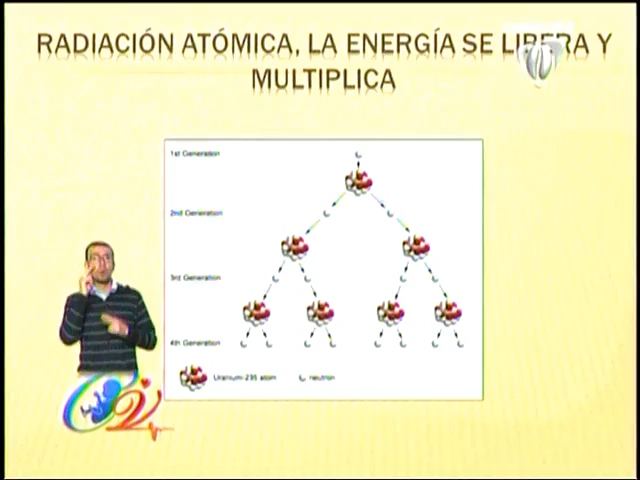 RADIACIÓN ATÓMICA, LA ENERGÍA SE LIBERA Y
MULTIPLICA
1st Generation
2nd Generation
3rd Generation
4th Generation
Uranium-235 atom
neutron